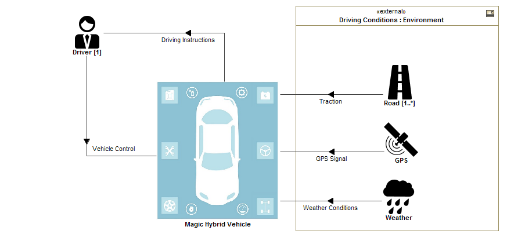 «external»
Driving Conditions : Environment
Driving Instructions
Driver [1]
Traction
Road [1..*]
Vehicle Control
GPS Signal
GPS
Weather Conditions
Weather
Magic Hybrid Vehicle